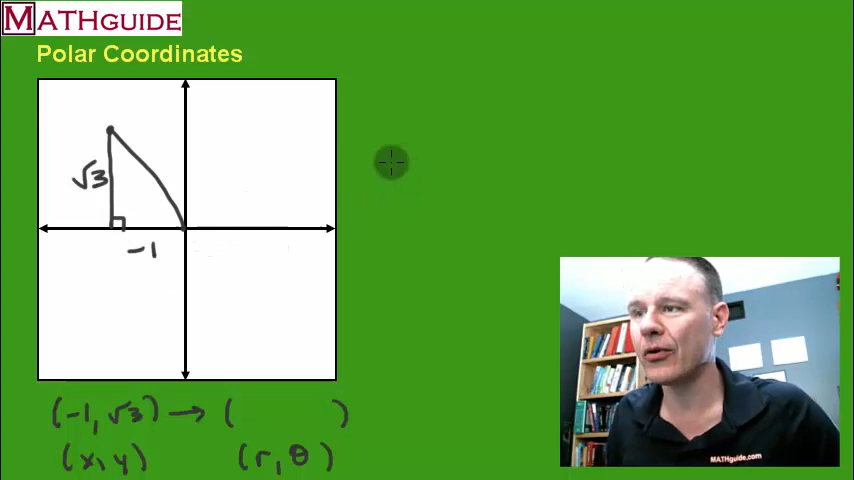 MATHGUIDE
Polar Coordinates
√3
-1
(-1, √3) → ( )
(x, y) (r, θ)
MATHguide.com